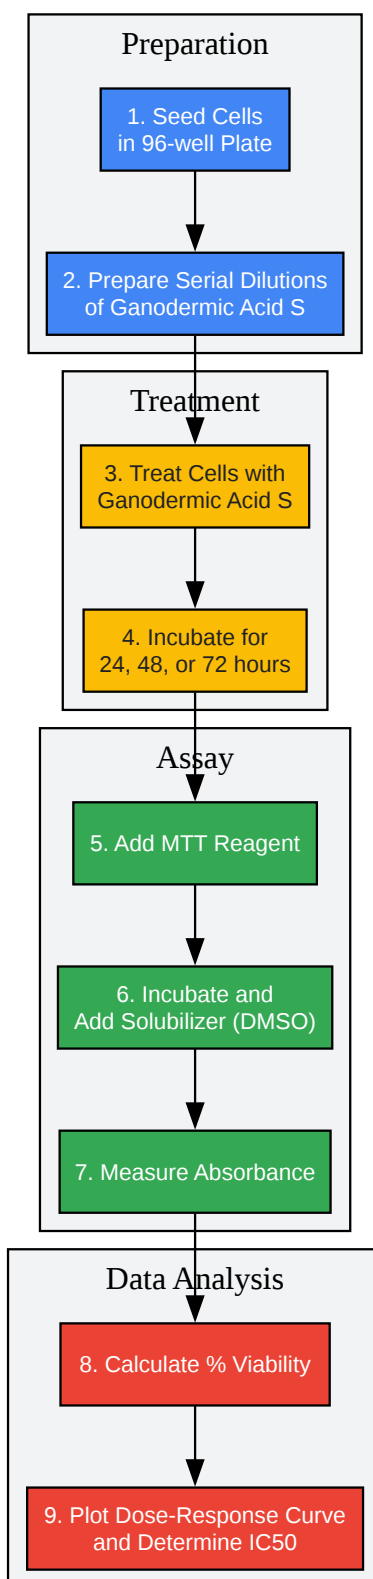 Preparation
1. Seed Cells
in 96-well Plate
2. Prepare Serial Dilutions
of Ganodermic Acid S
Treatment
3. Treat Cells with
Ganodermic Acid S
4. Incubate for
24, 48, or 72 hours
Assay
5. Add MTT Reagent
6. Incubate and
Add Solubilizer (DMSO)
7. Measure Absorbance
Data Analysis
8. Calculate % Viability
9. Plot Dose-Response Curve
and Determine IC50